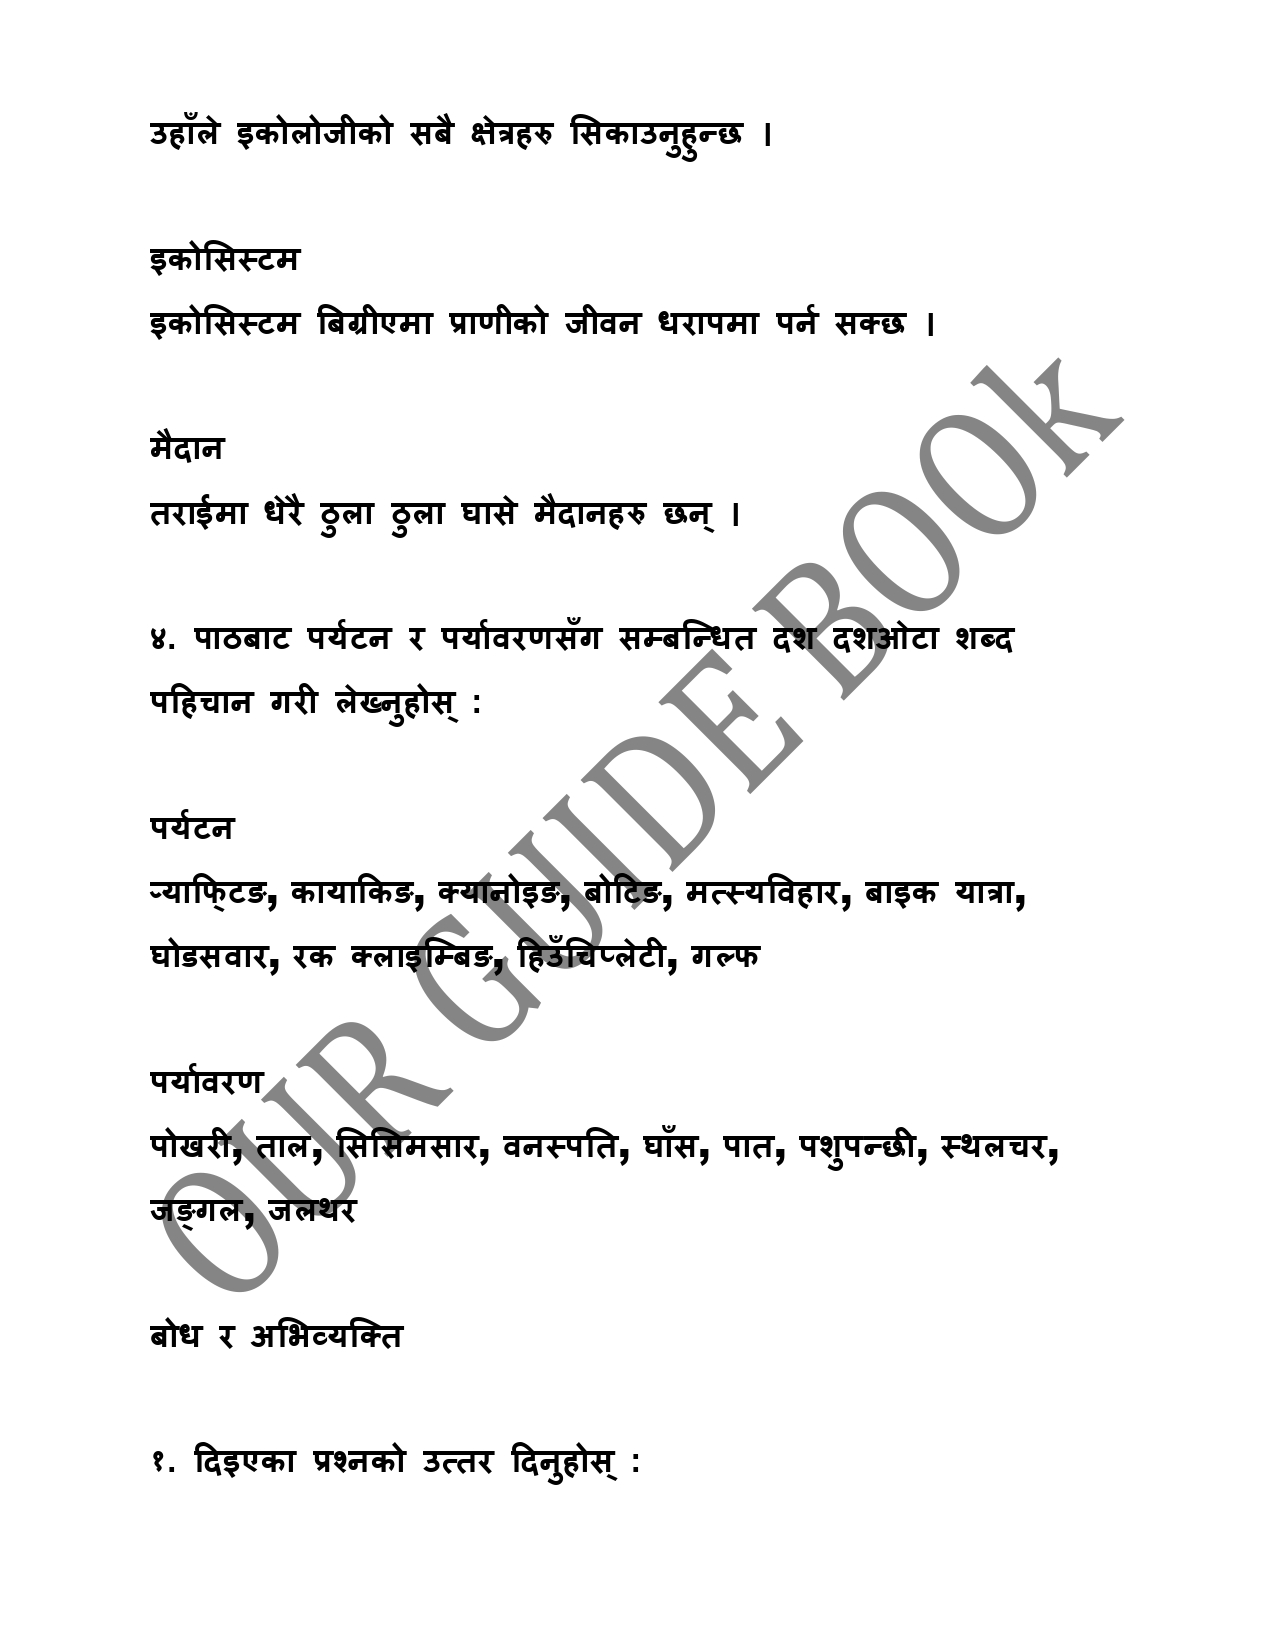 उहाँले इकोलोजीको सबै क्षेत्रहरु सिकाउनुहुन्छ ।
इकोसिस्टम
इकोसिस्टम बिग्रीएमा प्राणीको जीवन धरापमा पर्न सक्छ ।
मैदान
तराईमा धेरै ठुला ठुला घासे मैदानहरु छन् ।
४. पाठबाट पर्यटन र पर्यावरणसँग सम्बन्धित दश दशओटा शब्द
पहिचान गरी लेख्नुहोस् :
पर्यटन
र्‍याफि्टङ, कायाकिङ, क्यानोइङ, बोटिङ, मत्स्यविहार, बाइक यात्रा,
घोडसवार, रक क्लाइम्बिङ, हिउँचिप्लेटी, गल्फ
पर्यावरण
पोखरी, ताल, सिसिमसार, वनस्पति, घाँस, पात, पशुपन्छी, स्थलचर,
जङ्गल, जलथर
बोध र अभिव्यक्ति
१. दिइएका प्रश्नको उत्तर दिनुहोस् :
OUR GUIDE BOOk